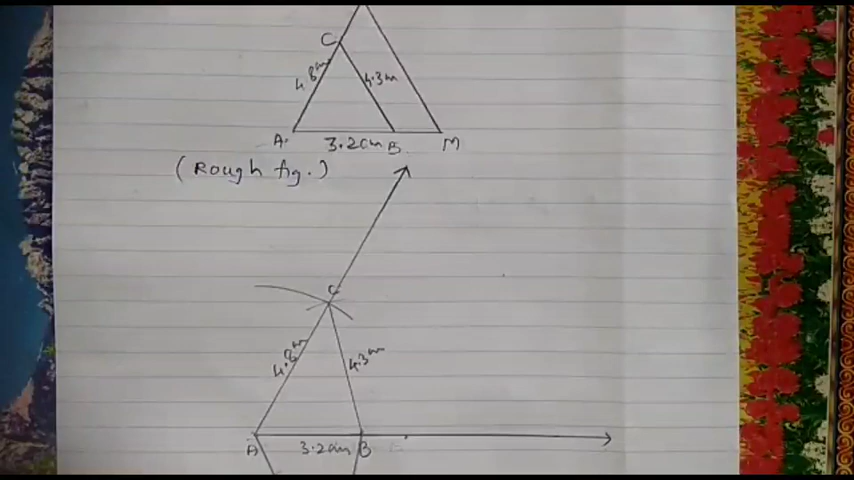 C
4.8cm
4.3cm
A
3.2cm B M
(Rough fig.)
C
4.8cm
4.3cm
A 3.2cm B